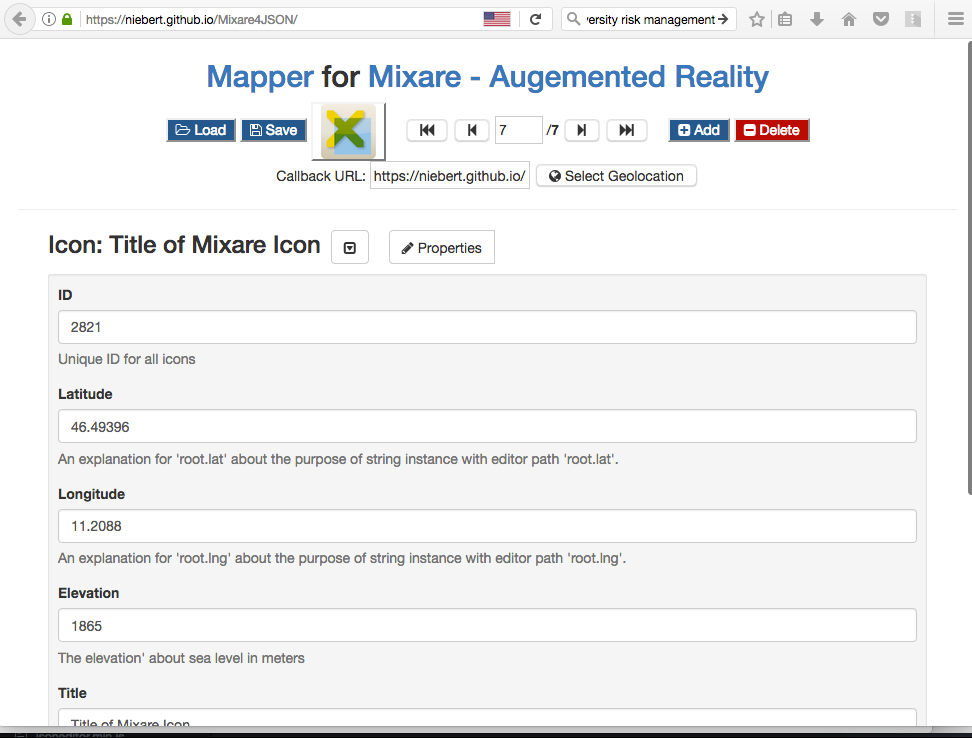 https://niebert.github.io/Mixare4JSON/
ersity risk management
Mapper for Mixare - Augemented Reality
Load Save 7 /7 Add Delete
Callback URL: https://niebert.github.io/ Select Geolocation
Icon: Title of Mixare Icon Properties
ID
2821
Unique ID for all icons
Latitude
46.49396
An explanation for 'root.lat' about the purpose of string instance with editor path 'root.lat'.
Longitude
11.2088
An explanation for 'root.lng' about the purpose of string instance with editor path 'root.lng'.
Elevation
1865
The elevation' about sea level in meters
Title
Title of Mixare Icon